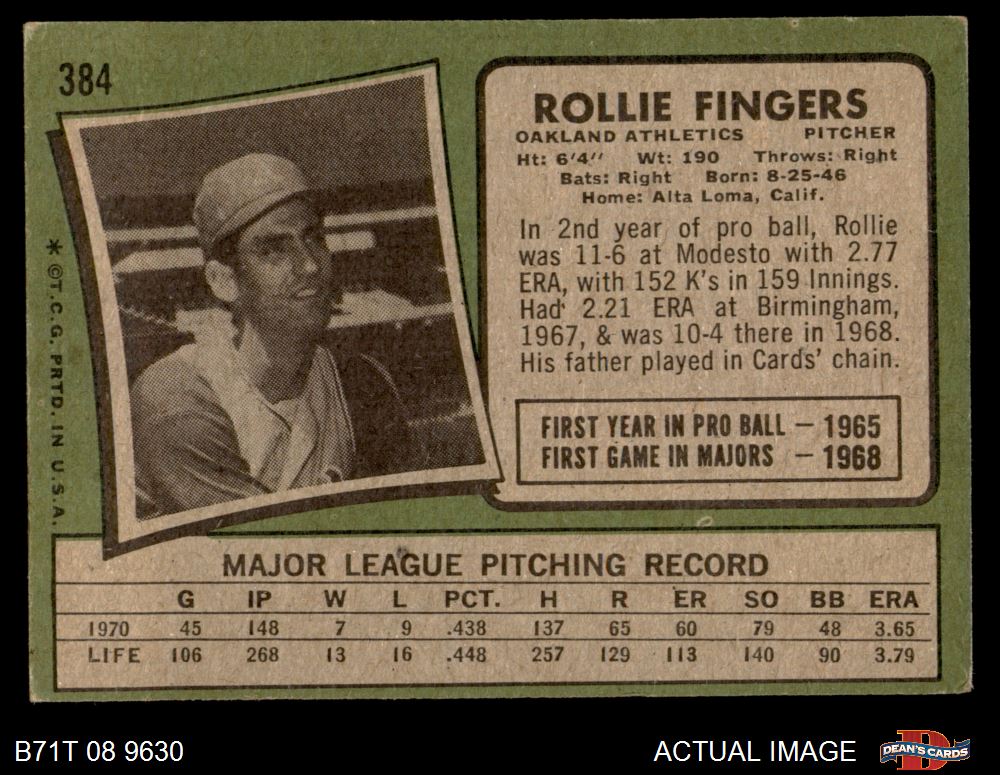 384
ROLLIE FINGERS
OAKLAND ATHLETICS PITCHER
Ht: 6'4" Wt: 190 Throws: Right
Bats: Right Born: 8-25-46
Home: Alta Loma, Calif.
In 2nd year of pro ball, Rollie
was 11-6 at Modesto with 2.77
ERA, with 152 K's in 159 Innings.
Had 2.21 ERA at Birmingham,
1967, & was 10-4 there in 1968.
His father played in Cards' chain.
FIRST YEAR IN PRO BALL — 1965
FIRST GAME IN MAJORS — 1968
* ©T.C.G. PRTD. IN U.S.A.
MAJOR LEAGUE PITCHING RECORD
G IP W L PCT. H R ER SO BB ERA
1970 45 148 7 9 .438 137 65 60 79 48 3.65
LIFE 106 268 13 16 .448 257 129 113 140 90 3.79
B71T 08 9630 ACTUAL IMAGE DEAN'S CARDS